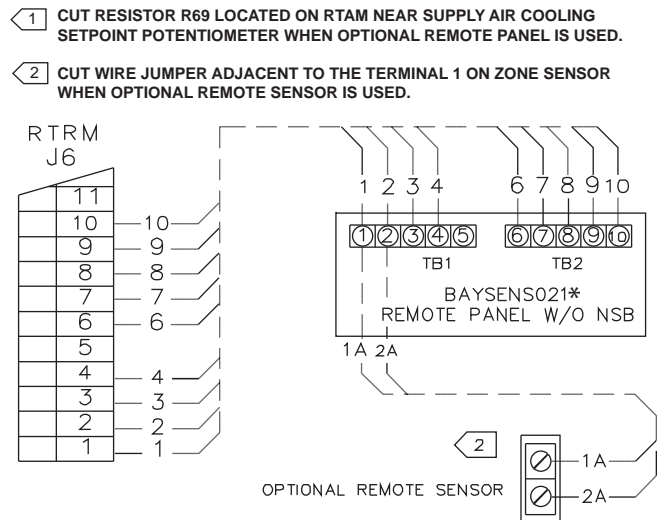 1 CUT RESISTOR R69 LOCATED ON RTAM NEAR SUPPLY AIR COOLING
SETPOINT POTENTIOMETER WHEN OPTIONAL REMOTE PANEL IS USED.
2 CUT WIRE JUMPER ADJACENT TO THE TERMINAL 1 ON ZONE SENSOR
WHEN OPTIONAL REMOTE SENSOR IS USED.
RTRM
J6
11
10 10
9 9
8 8
7 7
6 6
5
4 4
3 3
2 2
1 1
1 2 3 4 6 7 8 9 10
1 2 3 4 5 6 7 8 9 10
TB1 TB2
BAYSENS021*
REMOTE PANEL W/O NSB
1A 2A
2
1A
OPTIONAL REMOTE SENSOR
2A